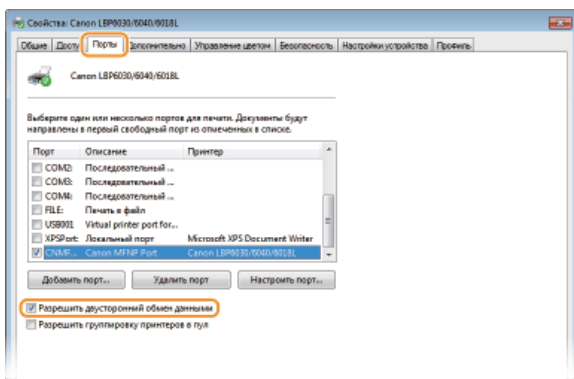 Свойства: Canon LBP6030/6040/6018L
Общие Доступ Порты Дополнительно Управление цветом Безопасность Настройки устройства Профиль
Canon LBP6030/6040/6018L
Выберите один или несколько портов для печати. Документы будут
направлены в первый свободный порт из отмеченных в списке.
Порт Описание Принтер
COM2: Последовательный ...
COM3: Последовательный ...
COM4: Последовательный ...
FILE: Печать в файл
USB001 Virtual printer port for...
XPSPort: Локальный порт Microsoft XPS Document Writer
CNMF... Canon MFNP Port Canon LBP6030/6040/6018L
Добавить порт... Удалить порт Настроить порт...
Разрешить двусторонний обмен данными
Разрешить группировку принтеров в пул